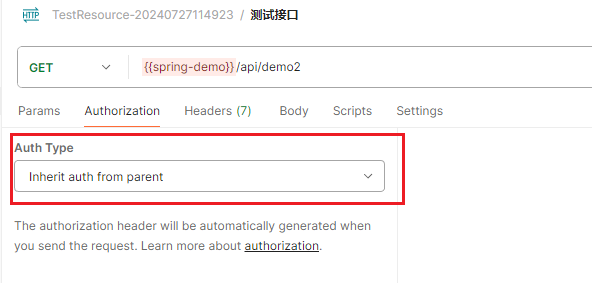 HTTP TestResource-20240727114923 / 测试接口
GET {{spring-demo}}/api/demo2
Params Authorization Headers (7) Body Scripts Settings
Auth Type
Inherit auth from parent
The authorization header will be automatically generated when
you send the request. Learn more about authorization.